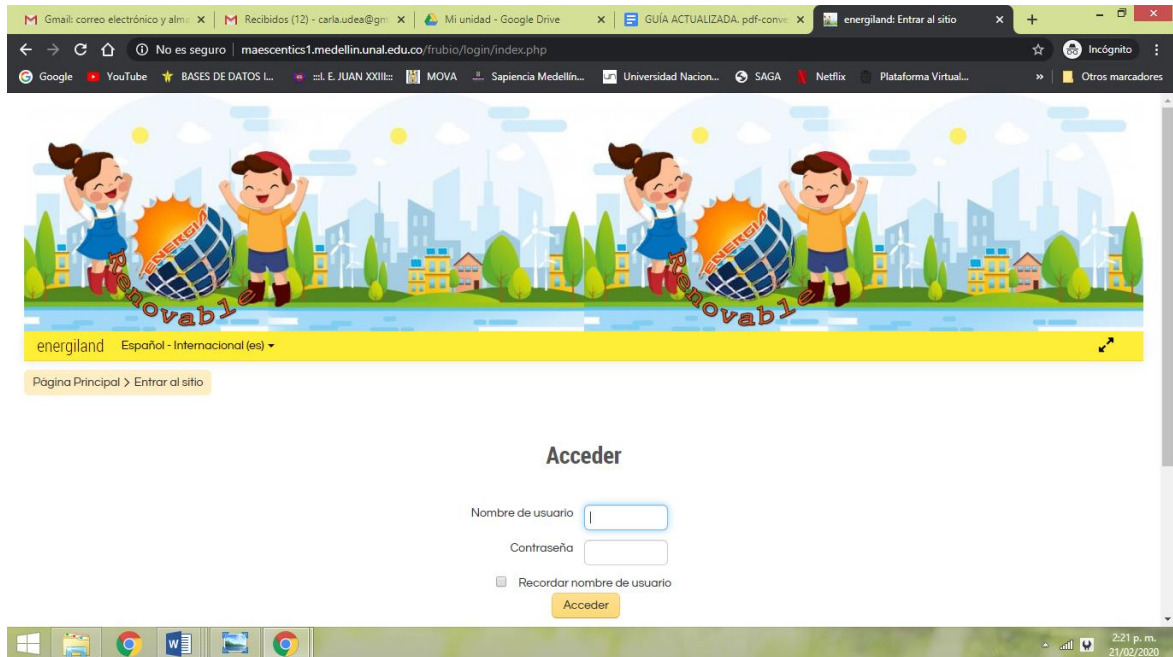 Gmail: correo electrónico y alma
Recibidos (12) - carla.udea@gm
Mi unidad - Google Drive
GUÍA ACTUALIZADA. pdf-conve
energiland: Entrar al sitio
No es seguro | maescentics1.medellin.unal.edu.co/frubio/login/index.php
Incógnito
Google
YouTube
BASES DE DATOS I...
:::I. E. JUAN XXIII:::
MOVA
Sapiencia Medellín...
Universidad Nacion...
SAGA
Netflix
Plataforma Virtual...
»
Otros marcadores
ENERGIA
Renovable
ENERGIA
Renovable
energiland
Español - Internacional (es)
Página Principal > Entrar al sitio
Acceder
Nombre de usuario
Contraseña
Recordar nombre de usuario
Acceder
2:21 p. m.
21/02/2020